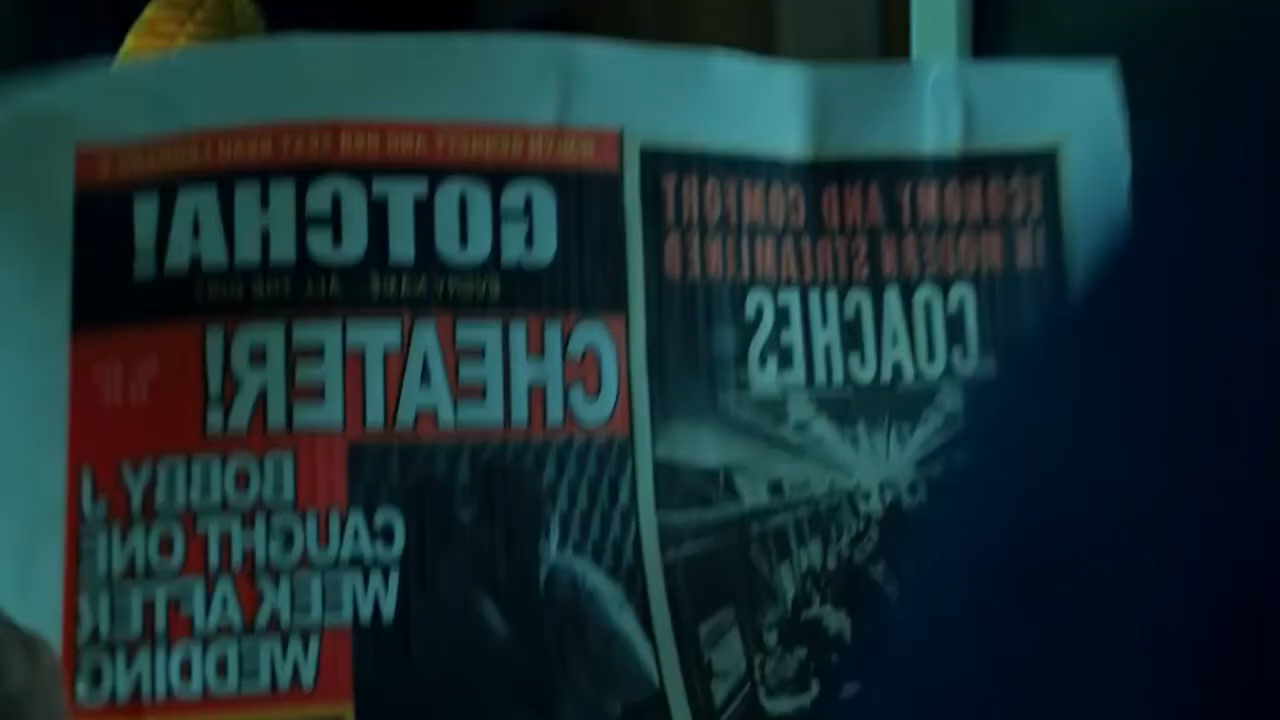 GOTCHA!
CHEATER!
BOBBY J
CAUGHT ONE
WEEK AFTER
WEDDING
ECONOMY AND COMFORT
IN MODERN STREAMLINED
COACHES